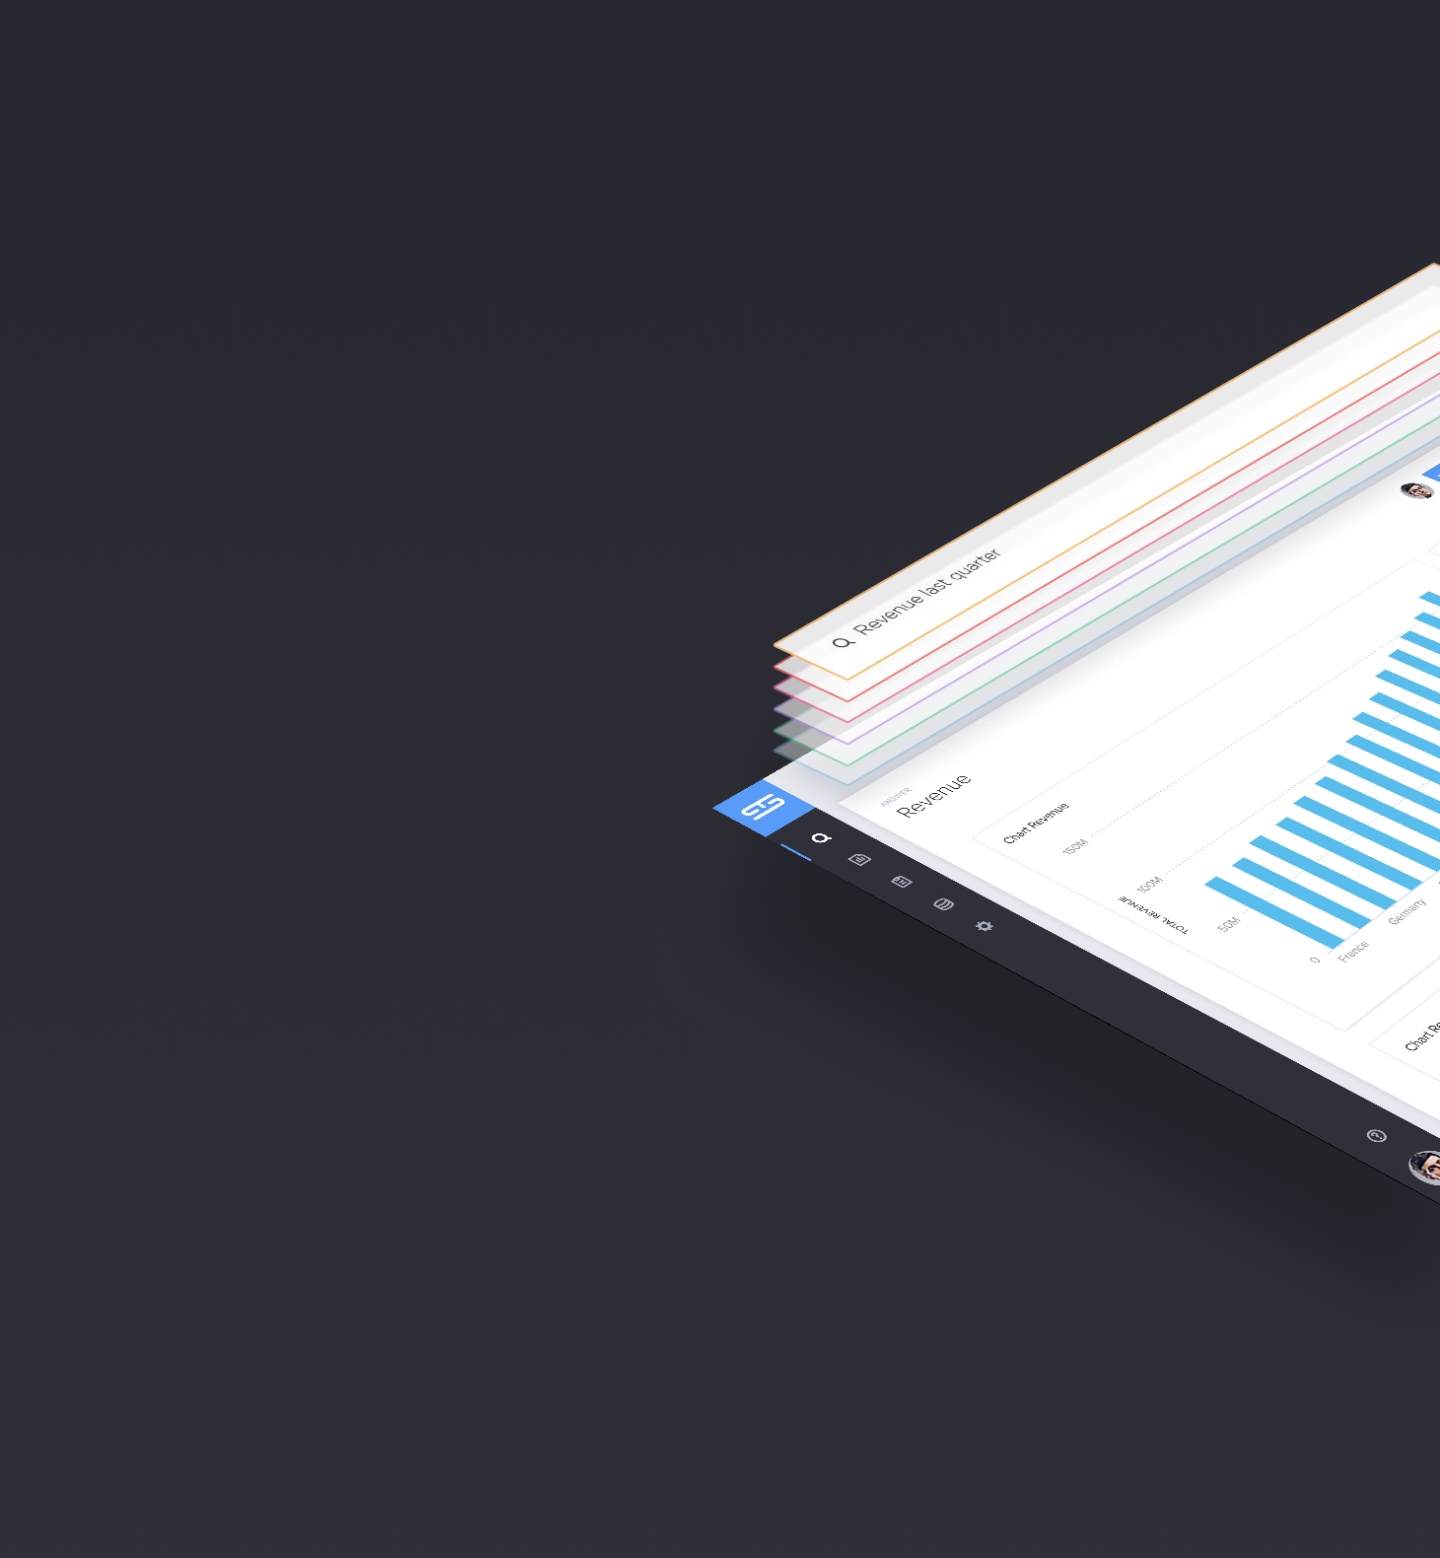 Revenue last quarter
ANSWER
Revenue
Chart Revenue
150M
100M
50M
0
TOTAL REVENUE
France
Germany
Chart Re